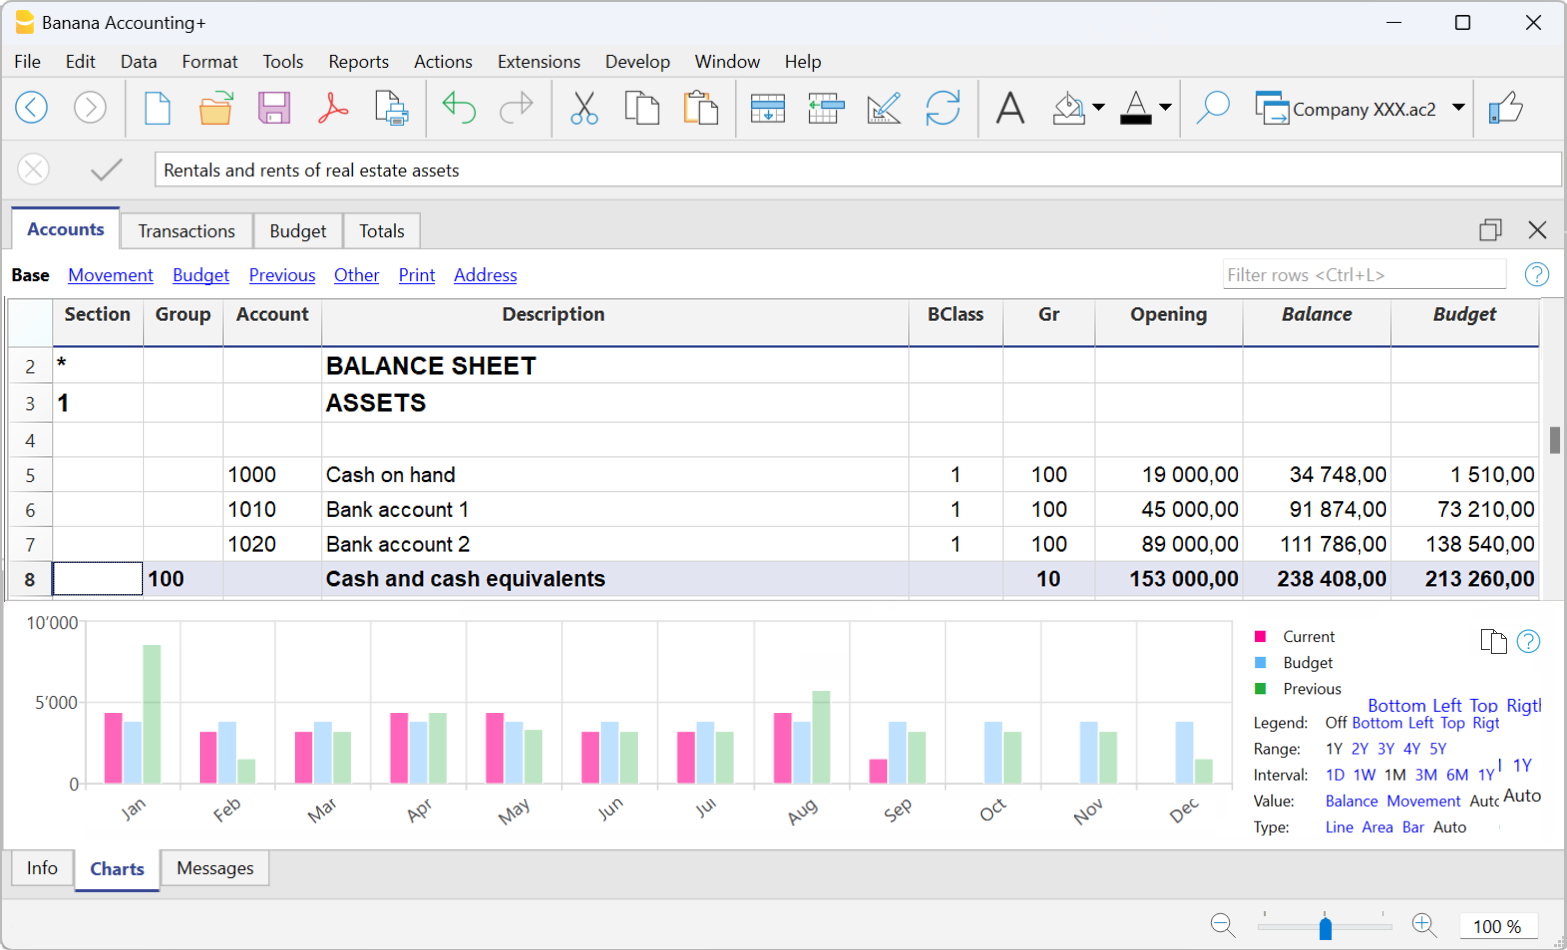 Banana Accounting+
File Edit Data Format Tools Reports Actions Extensions Develop Window Help
A A Company XXX.ac2
Rentals and rents of real estate assets
Accounts Transactions Budget Totals
Base Movement Budget Previous Other Print Address Filter rows <Ctrl+L> ?
Section Group Account Description BClass Gr Opening Balance Budget
2 * BALANCE SHEET
3 1 ASSETS
4
5 1000 Cash on hand 1 100 19 000,00 34 748,00 1 510,00
6 1010 Bank account 1 1 100 45 000,00 91 874,00 73 210,00
7 1020 Bank account 2 1 100 89 000,00 111 786,00 138 540,00
8 100 Cash and cash equivalents 10 153 000,00 238 408,00 213 260,00
10'000
5'000
0
Jan Feb Mar Apr May Jun Jul Aug Sep Oct Nov Dec
Current ?
Budget
Previous
Bottom Left Top Rigth
Legend: Off Bottom Left Top Rigt
Range: 1Y 2Y 3Y 4Y 5Y
Interval: 1D 1W 1M 3M 6M 1Y 1Y
Value: Balance Movement Auto Auto
Type: Line Area Bar Auto
Info Charts Messages
100 %